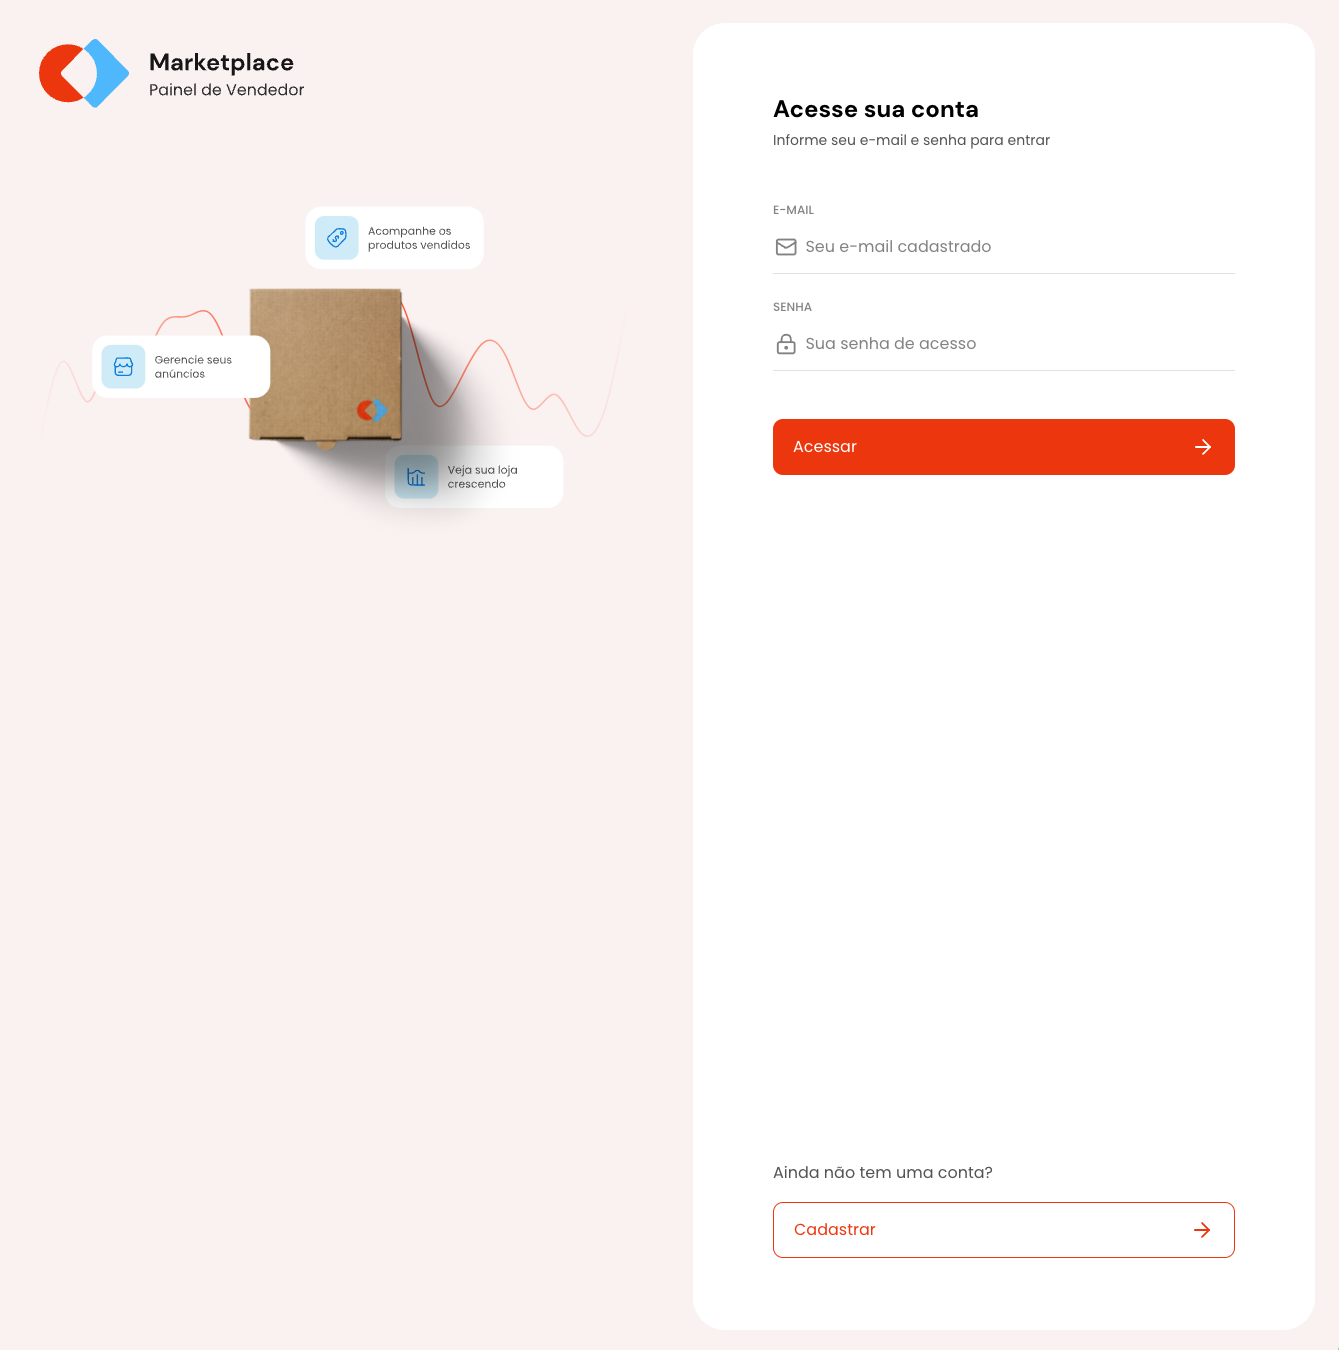 Marketplace
Painel de Vendedor
Acompanhe os
produtos vendidos
Gerencie seus
anúncios
Veja sua loja
crescendo
Acesse sua conta
Informe seu e-mail e senha para entrar
E-MAIL
Seu e-mail cadastrado
SENHA
Sua senha de acesso
Acessar
Ainda não tem uma conta?
Cadastrar